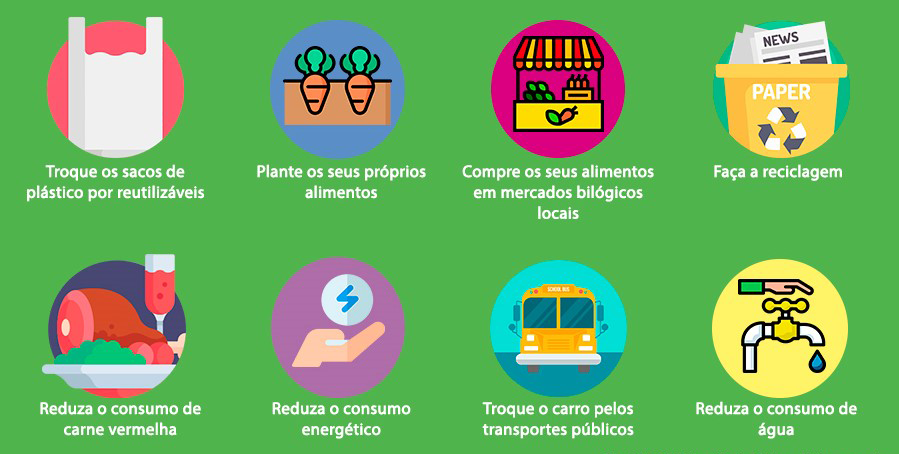 NEWS
PAPER
Troque os sacos de
plástico por reutilizáveis
Plante os seus próprios
alimentos
Compre os seus alimentos
em mercados bilógicos
locais
Faça a reciclagem
SCHOOL BUS
Reduza o consumo de
carne vermelha
Reduza o consumo
energético
Troque o carro pelos
transportes públicos
Reduza o consumo de
água